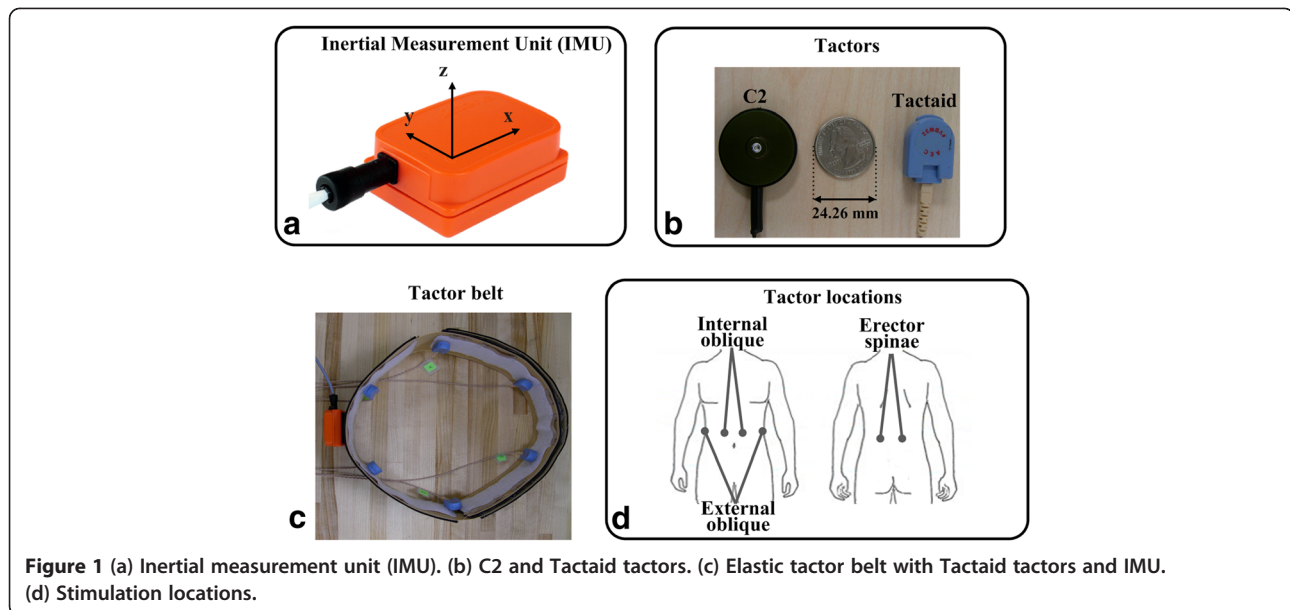 Inertial Measurement Unit (IMU)
z
y
x
a
Tactors
C2
Tactaid
24.26 mm
b
Tactor belt
c
Tactor locations
Internal
oblique
Erector
spinae
External
oblique
d
Figure 1 (a) Inertial measurement unit (IMU). (b) C2 and Tactaid tactors. (c) Elastic tactor belt with Tactaid tactors and IMU.
(d) Stimulation locations.